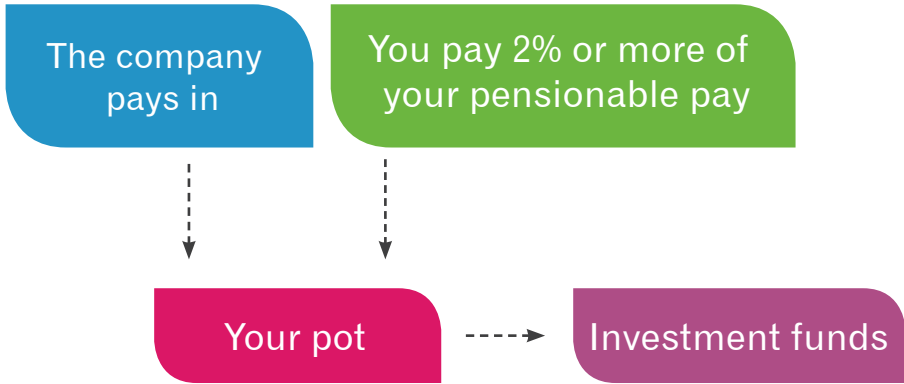 The company
pays in
You pay 2% or more of
your pensionable pay
Your pot
Investment funds